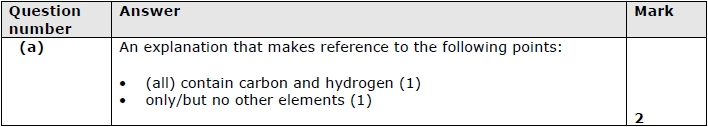 Question number Answer Mark
(a) An explanation that makes reference to the following points:
• (all) contain carbon and hydrogen (1)
• only/but no other elements (1)
2